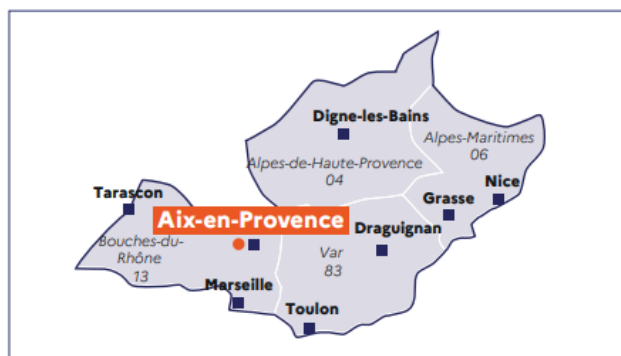 Digne-les-Bains
Alpes-Maritimes
06
Alpes-de-Haute-Provence
04
Tarascon
Grasse
Nice
Aix-en-Provence
Draguignan
Bouches-du-
Rhône
13
Var
83
Marseille
Toulon